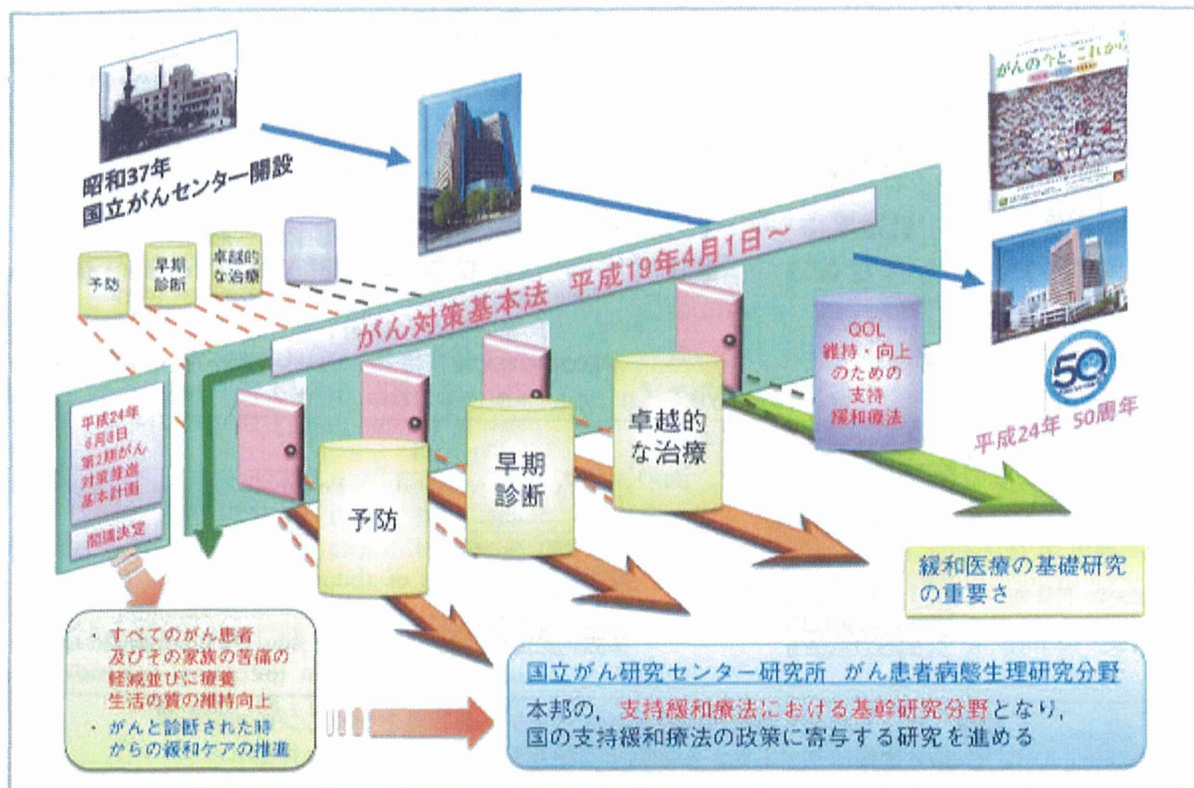 がんの今と、これから
昭和37年
国立がんセンター開設
予防
早期
診断
卓越的
な治療
がん対策基本法 平成19年4月1日～
平成24年
6月8日
第2期がん
対策推進
基本計画
閣議決定
予防
早期
診断
卓越的
な治療
QOL
維持・向上
のための
支持
緩和療法
50
平成24年 50周年
緩和医療の基礎研究
の重要さ
・ すべてのがん患者
及びその家族の苦痛の
軽減並びに療養
生活の質の維持向上
・ がんと診断された時
からの緩和ケアの推進
国立がん研究センター研究所 がん患者病態生理研究分野
本邦の，支持緩和療法における基幹研究分野となり，
国の支持緩和療法の政策に寄与する研究を進める